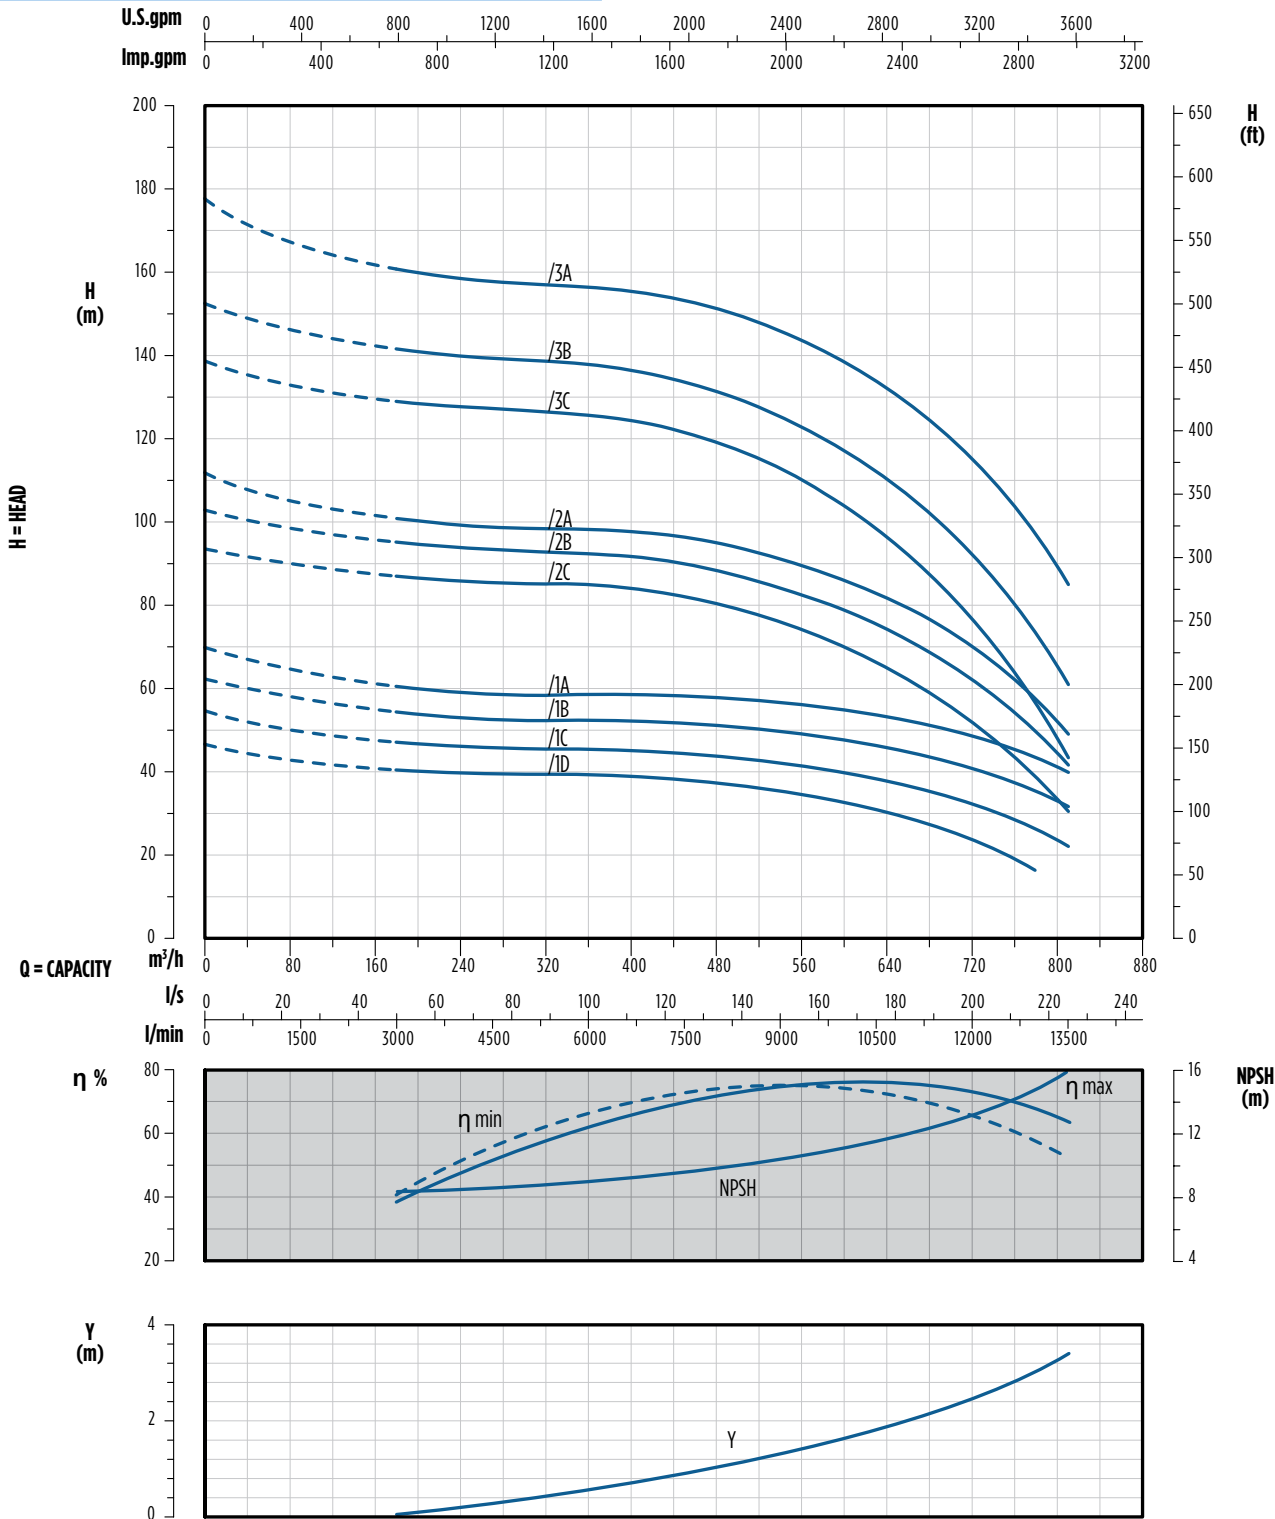 U.S.gpm 0 400 800 1200 1600 2000 2400 2800 3200 3600
Imp.gpm 0 400 800 1200 1600 2000 2400 2800 3200
H
(m)
H = HEAD
200
180
160
140
120
100
80
60
40
20
0
/3A
/3B
/3C
/2A
/2B
/2C
/1A
/1B
/1C
/1D
H
(ft)
650
600
550
500
450
400
350
300
250
200
150
100
50
0
Q = CAPACITY
m³/h 0 80 160 240 320 400 480 560 640 720 800 880
l/s 0 20 40 60 80 100 120 140 160 180 200 220 240
l/min 0 1500 3000 4500 6000 7500 9000 10500 12000 13500
η %
80
60
40
20
η min
η max
NPSH
NPSH
(m)
16
12
8
4
Y
(m)
4
2
0
Y